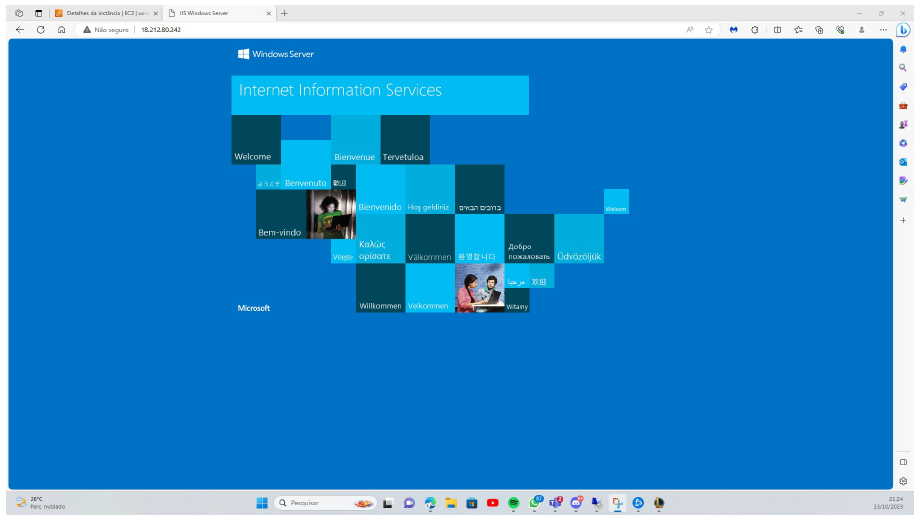 Detalhes da instância | EC2 | us-
IIS Windows Server
Não seguro
18.212.80.242
Windows Server
Internet Information Services
Welcome
Bienvenue
Tervetuloa
ようこそ
Benvenuto
歡迎
Bienvenido
Hoş geldiniz
ברוכים הבאים
Welkom
Bem-vindo
Vítejte
Καλώς
ορίσατε
Välkommen
환영합니다
Добро
пожаловать
Üdvözöljük
Microsoft
Willkommen
Velkommen
مرحبا
欢迎
Witamy
28°C
Parc. nublado
Pesquisar
21:24
13/10/2023